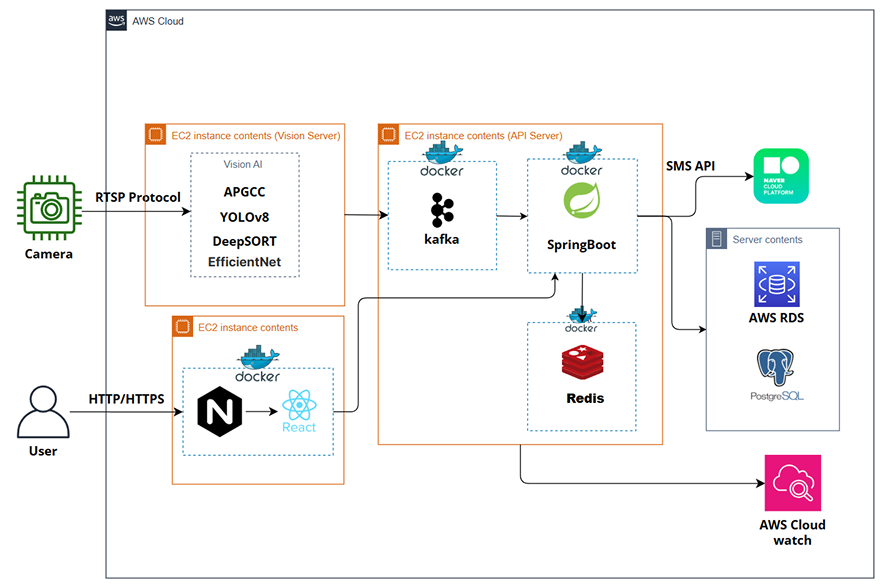 aws
AWS Cloud
EC2 instance contents (Vision Server)
Vision AI
APGCC
YOLOv8
DeepSORT
EfficientNet
RTSP Protocol
Camera
EC2 instance contents (API Server)
docker
kafka
docker
SpringBoot
docker
Redis
SMS API
NAVER
CLOUD
PLATFORM
Server contents
AWS RDS
PostgreSQL
EC2 instance contents
docker
N
React
HTTP/HTTPS
User
AWS Cloud
watch